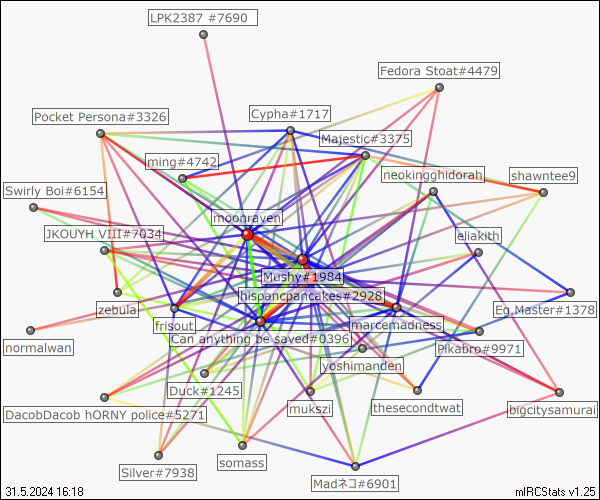 LPK2387 #7690
Fedora Stoat#4479
Pocket Persona#3326
Cypha#1717
Majestic#3375
ming#4742
neokingghidorah
shawntee9
Swirly Boi#6154
moonraven
JKOUYH VIII#7034
eliakith
Mushy#1984
hispancpancakes#2928
zebula
Eg.Master#1378
frisout
marcemadness
normalwan
Can anything be saved#0396
Pikabro#9971
yoshimanden
Duck#1245
DacobDacob hORNY police#5271
mukszi
thesecondtwat
bigcitysamurai
somass
Silver#7938
Madネコ#6901
31.5.2024 16:18
mIRCStats v1.25